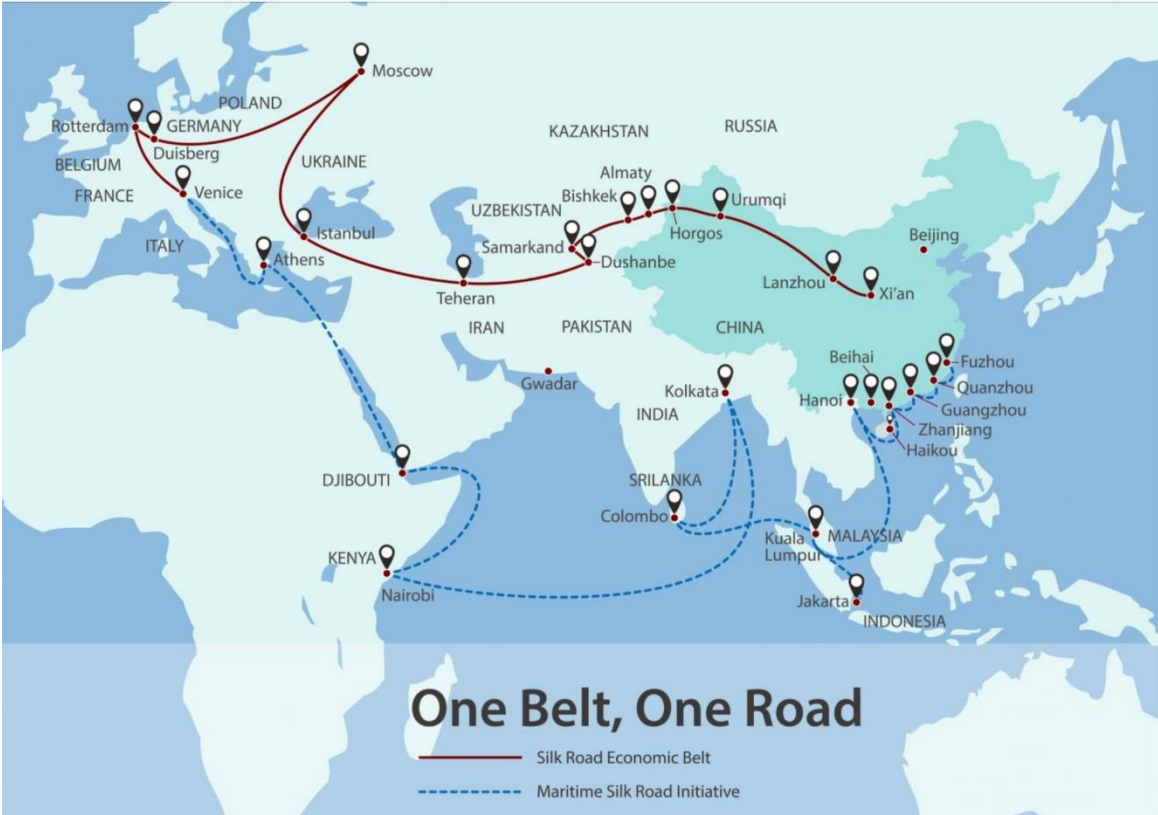 Moscow
POLAND
Rotterdam
GERMANY
Duisberg
BELGIUM
FRANCE
Venice
UKRAINE
ITALY
Istanbul
Athens
KAZAKHSTAN
RUSSIA
Almaty
Bishkek
Urumqi
UZBEKISTAN
Horgos
Samarkand
Dushanbe
Beijing
Lanzhou
Xi'an
Teheran
IRAN
PAKISTAN
CHINA
Gwadar
Kolkata
INDIA
Beihai
Hanoi
Fuzhou
Quanzhou
Guangzhou
Zhanjiang
Haikou
DJIBOUTI
SRILANKA
Colombo
Kuala
Lumpur
MALAYSIA
KENYA
Nairobi
Jakarta
INDONESIA
One Belt, One Road
Silk Road Economic Belt
Maritime Silk Road Initiative